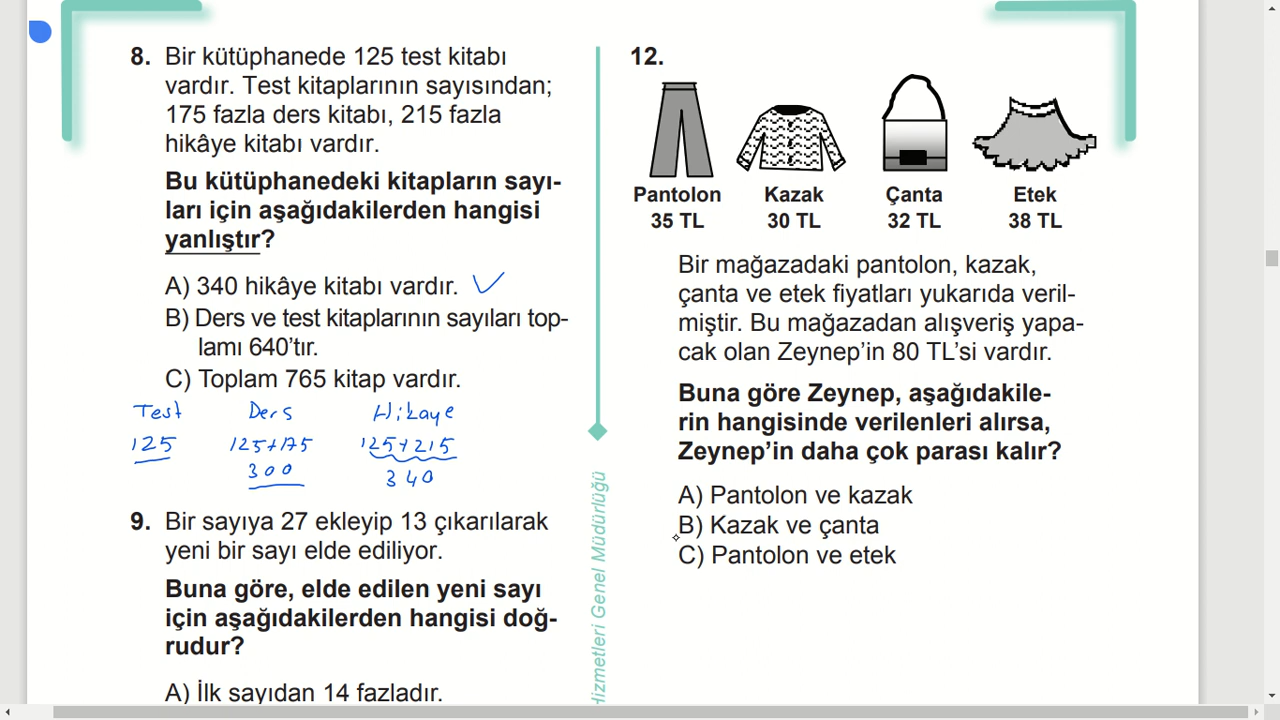 8. Bir kütüphanede 125 test kitabı
vardır. Test kitaplarının sayısından;
175 fazla ders kitabı, 215 fazla
hikâye kitabı vardır.
Bu kütüphanedeki kitapların sayı-
ları için aşağıdakilerden hangisi
yanlıştır?
A) 340 hikâye kitabı vardır.
B) Ders ve test kitaplarının sayıları top-
lamı 640’tır.
C) Toplam 765 kitap vardır.
Test Ders Hikaye
125 125+175 125+215
300 340
9. Bir sayıya 27 ekleyip 13 çıkarılarak
yeni bir sayı elde ediliyor.
Buna göre, elde edilen yeni sayı
için aşağıdakilerden hangisi doğ-
rudur?
A) İlk sayıdan 14 fazladır.
Hizmetleri Genel Müdürlüğü
12.
Pantolon Kazak Çanta Etek
35 TL 30 TL 32 TL 38 TL
Bir mağazadaki pantolon, kazak,
çanta ve etek fiyatları yukarıda veril-
miştir. Bu mağazadan alışveriş yapa-
cak olan Zeynep’in 80 TL’si vardır.
Buna göre Zeynep, aşağıdakile-
rin hangisinde verilenleri alırsa,
Zeynep’in daha çok parası kalır?
A) Pantolon ve kazak
B) Kazak ve çanta
C) Pantolon ve etek